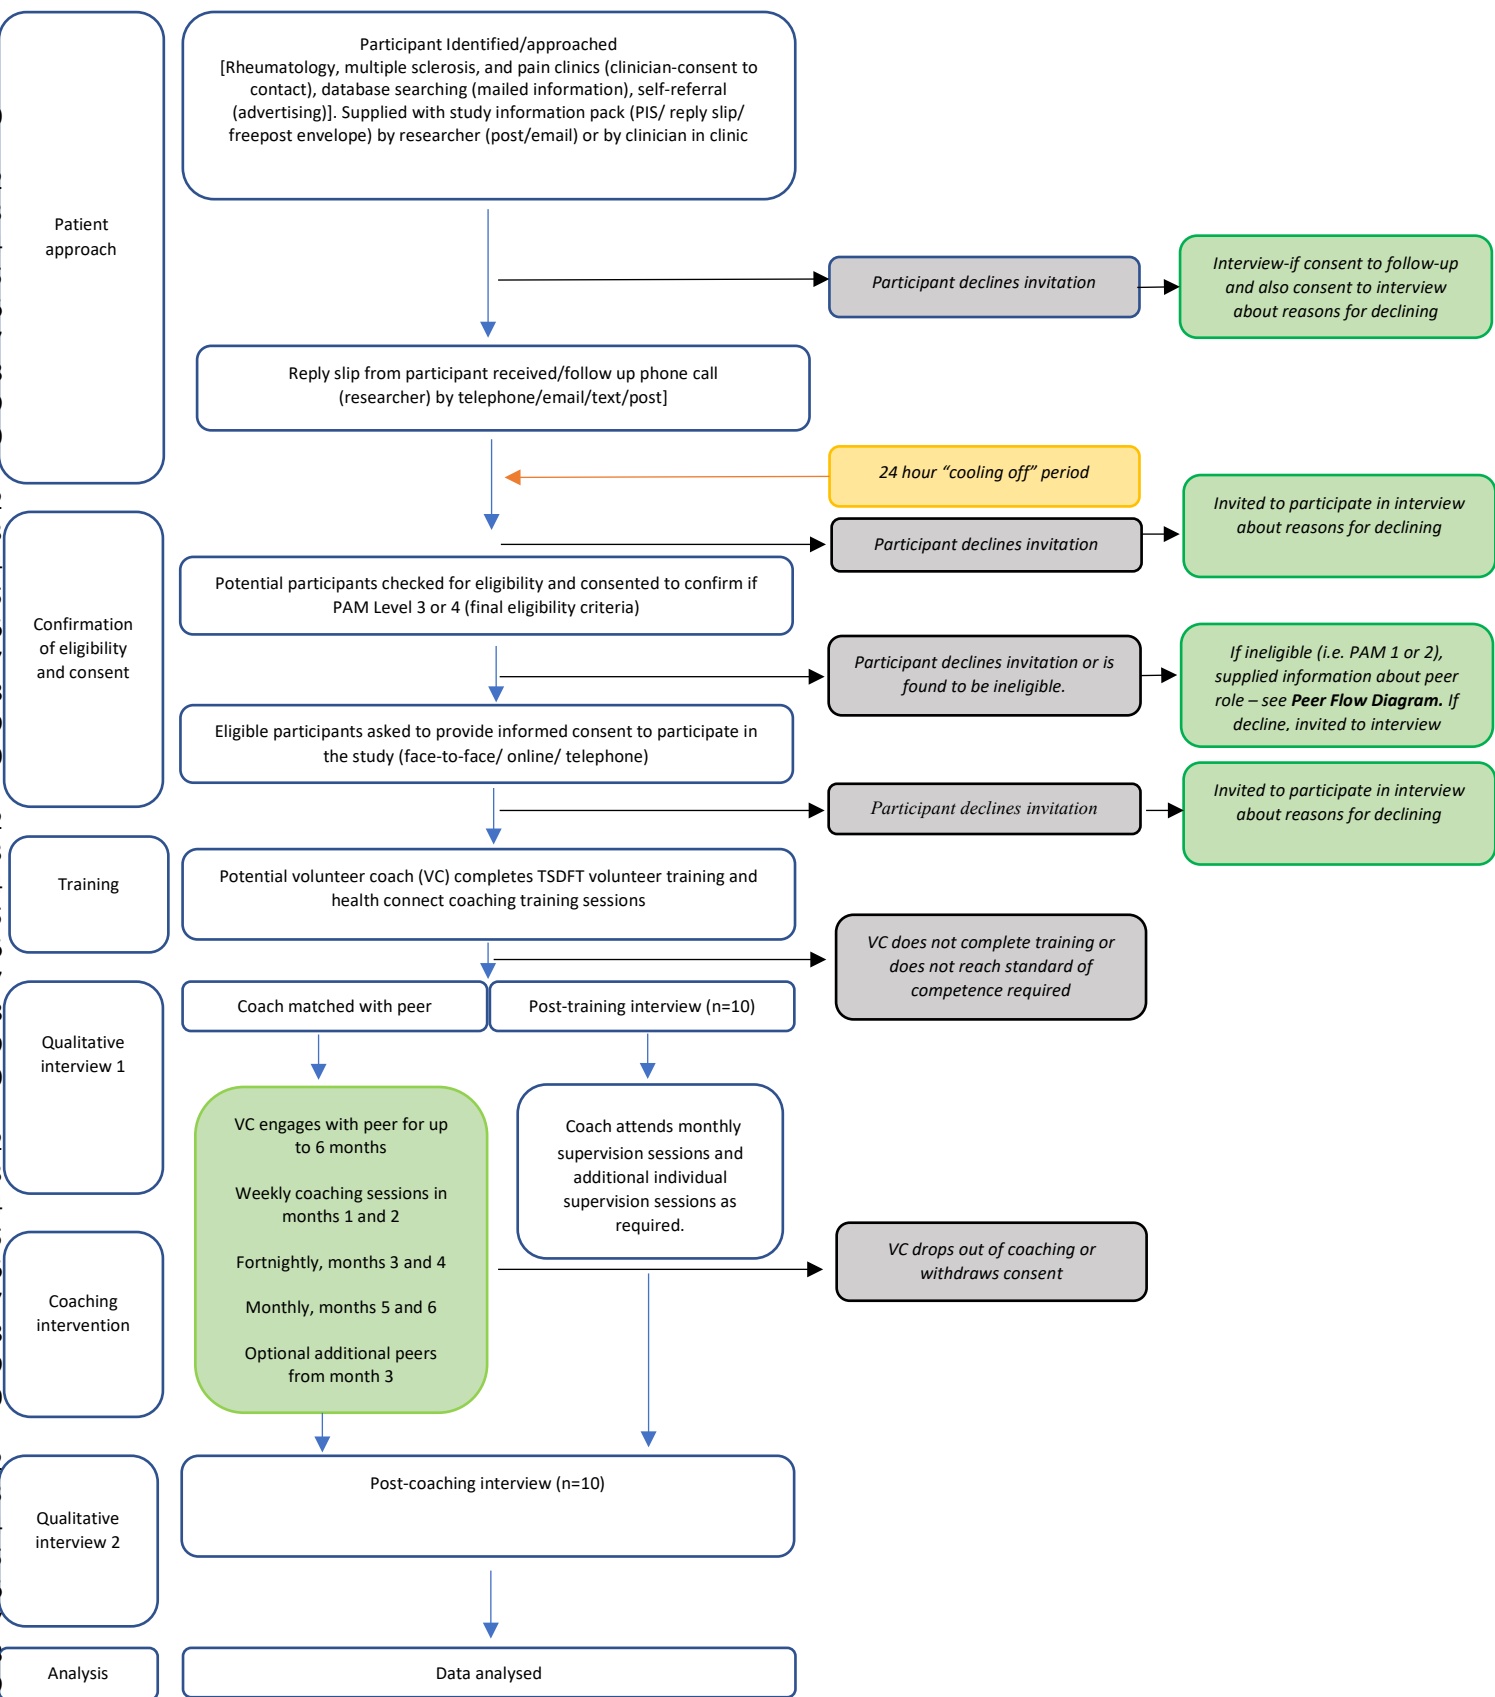 Patient
approach
Participant Identified/approached
[Rheumatology, multiple sclerosis, and pain clinics (clinician-consent to
contact), database searching (mailed information), self-referral
(advertising)]. Supplied with study information pack (PIS/ reply slip/
freepost envelope) by researcher (post/email) or by clinician in clinic
Participant declines invitation
Interview-if consent to follow-up
and also consent to interview
about reasons for declining
Reply slip from participant received/follow up phone call
(researcher) by telephone/email/text/post]
24 hour “cooling off” period
Participant declines invitation
Invited to participate in interview
about reasons for declining
Confirmation
of eligibility
and consent
Potential participants checked for eligibility and consented to confirm if
PAM Level 3 or 4 (final eligibility criteria)
Participant declines invitation or is
found to be ineligible.
If ineligible (i.e. PAM 1 or 2),
supplied information about peer
role – see Peer Flow Diagram. If
decline, invited to interview
Eligible participants asked to provide informed consent to participate in
the study (face-to-face/ online/ telephone)
Participant declines invitation
Invited to participate in interview
about reasons for declining
Training
Potential volunteer coach (VC) completes TSDFT volunteer training and
health connect coaching training sessions
VC does not complete training or
does not reach standard of
competence required
Qualitative
interview 1
Coach matched with peer
Post-training interview (n=10)
VC engages with peer for up
to 6 months
Weekly coaching sessions in
months 1 and 2
Fortnightly, months 3 and 4
Monthly, months 5 and 6
Optional additional peers
from month 3
Coach attends monthly
supervision sessions and
additional individual
supervision sessions as
required.
Coaching
intervention
VC drops out of coaching or
withdraws consent
Qualitative
interview 2
Post-coaching interview (n=10)
Analysis
Data analysed